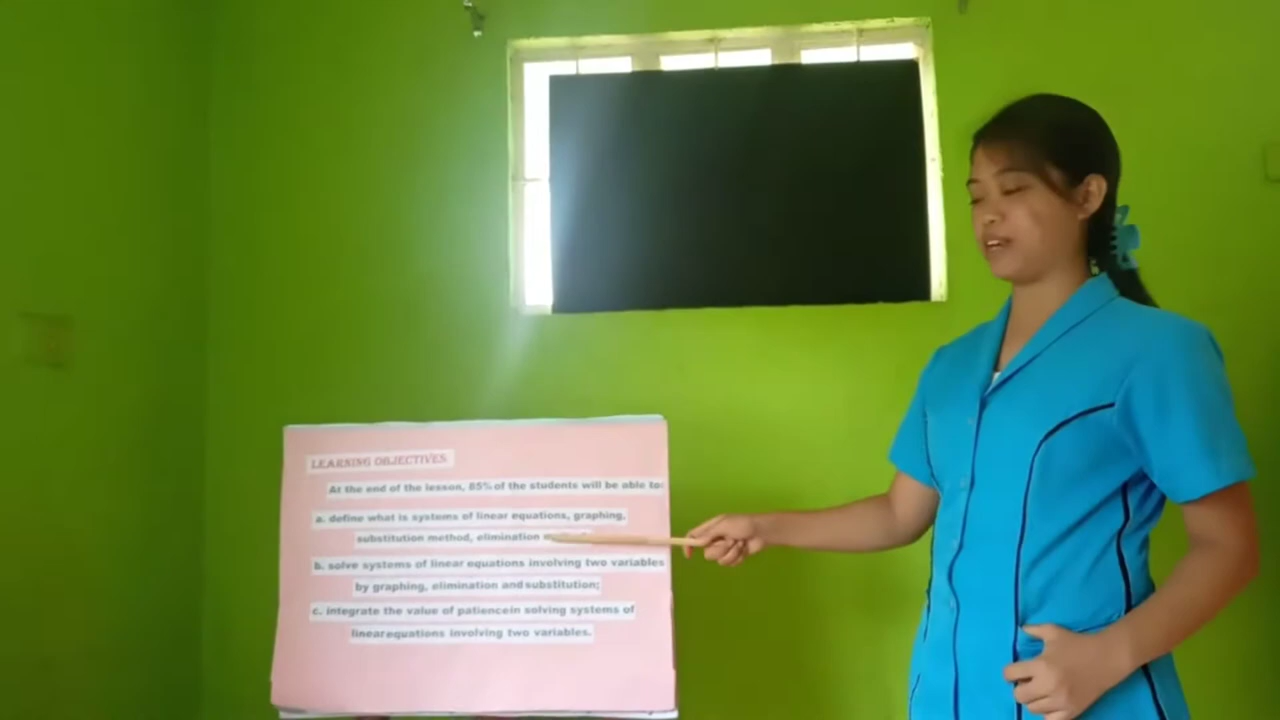 LEARNING OBJECTIVES
At the end of the lesson, 85% of the students will be able to:
a. define what is systems of linear equations, graphing,
substitution method, elimination
b. solve systems of linear equations involving two variables
by graphing, elimination andsubstitution;
c. integrate the value of patiencein solving systems of
linearequations involving two variables.